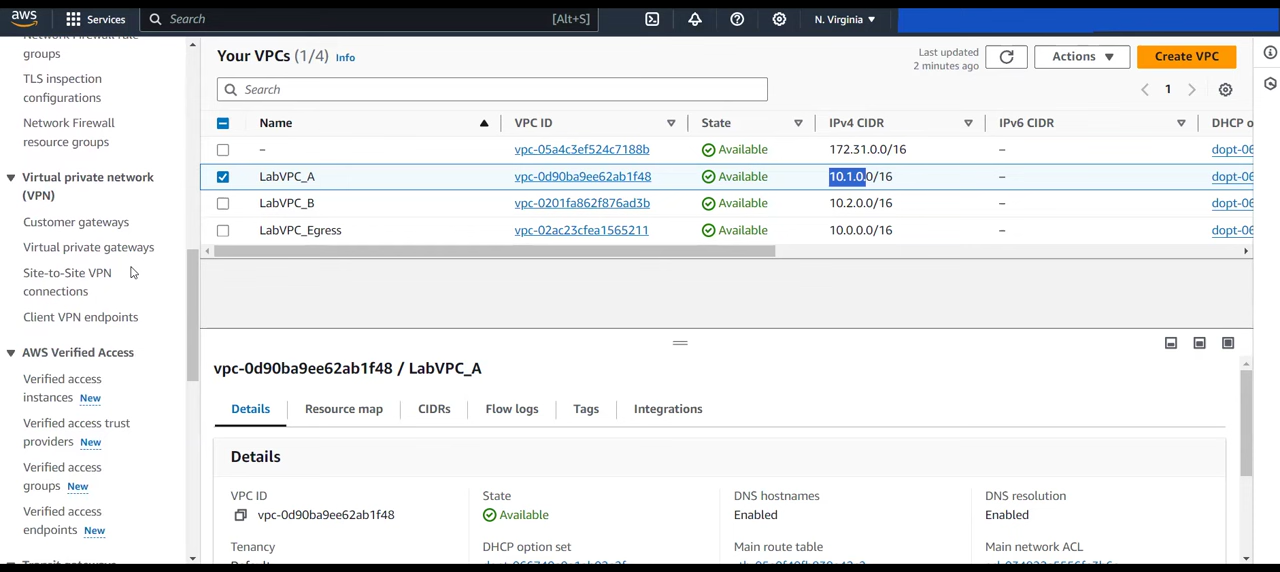 aws Services Search [Alt+S] N. Virginia
Network Firewall rule
groups
TLS inspection
configurations
Network Firewall
resource groups
Virtual private network
(VPN)
Customer gateways
Virtual private gateways
Site-to-Site VPN
connections
Client VPN endpoints
AWS Verified Access
Verified access
instances New
Verified access trust
providers New
Verified access
groups New
Verified access
endpoints New
Transit gateways
Your VPCs (1/4) Info
Last updated
2 minutes ago
Actions
Create VPC
Search
1
Name VPC ID State IPv4 CIDR IPv6 CIDR DHCP o
– vpc-05a4c3ef524c7188b Available 172.31.0.0/16 – dopt-06
LabVPC_A vpc-0d90ba9ee62ab1f48 Available 10.1.0.0/16 – dopt-06
LabVPC_B vpc-0201fa862f876ad3b Available 10.2.0.0/16 – dopt-06
LabVPC_Egress vpc-02ac23cfea1565211 Available 10.0.0.0/16 – dopt-06
vpc-0d90ba9ee62ab1f48 / LabVPC_A
Details Resource map CIDRs Flow logs Tags Integrations
Details
VPC ID State DNS hostnames DNS resolution
vpc-0d90ba9ee62ab1f48 Available Enabled Enabled
Tenancy DHCP option set Main route table Main network ACL
Default